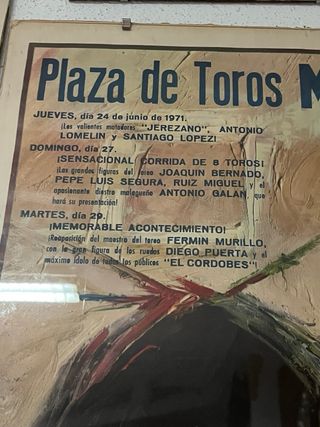 Plaza de Toros M
JUEVES, día 24 de junio de 1971.
¡Los valientes matadores "JEREZANO", ANTONIO
LOMELIN y SANTIAGO LOPEZ!
DOMINGO, día 27.
¡SENSACIONAL CORRIDA DE 8 TOROS!
¡Las grandes figuras del toreo JOAQUIN BERNADO,
PEPE LUIS SEGURA, RUIZ MIGUEL y el
apasionante diestro malagueño ANTONIO GALAN, que
hará su presentación!
MARTES, día 29.
¡MEMORABLE ACONTECIMIENTO!
¡Reaparición del maestro del toreo FERMIN MURILLO,
con la gran figura de los ruedos DIEGO PUERTA y el
máximo ídolo de todos los públicos "EL CORDOBES"!